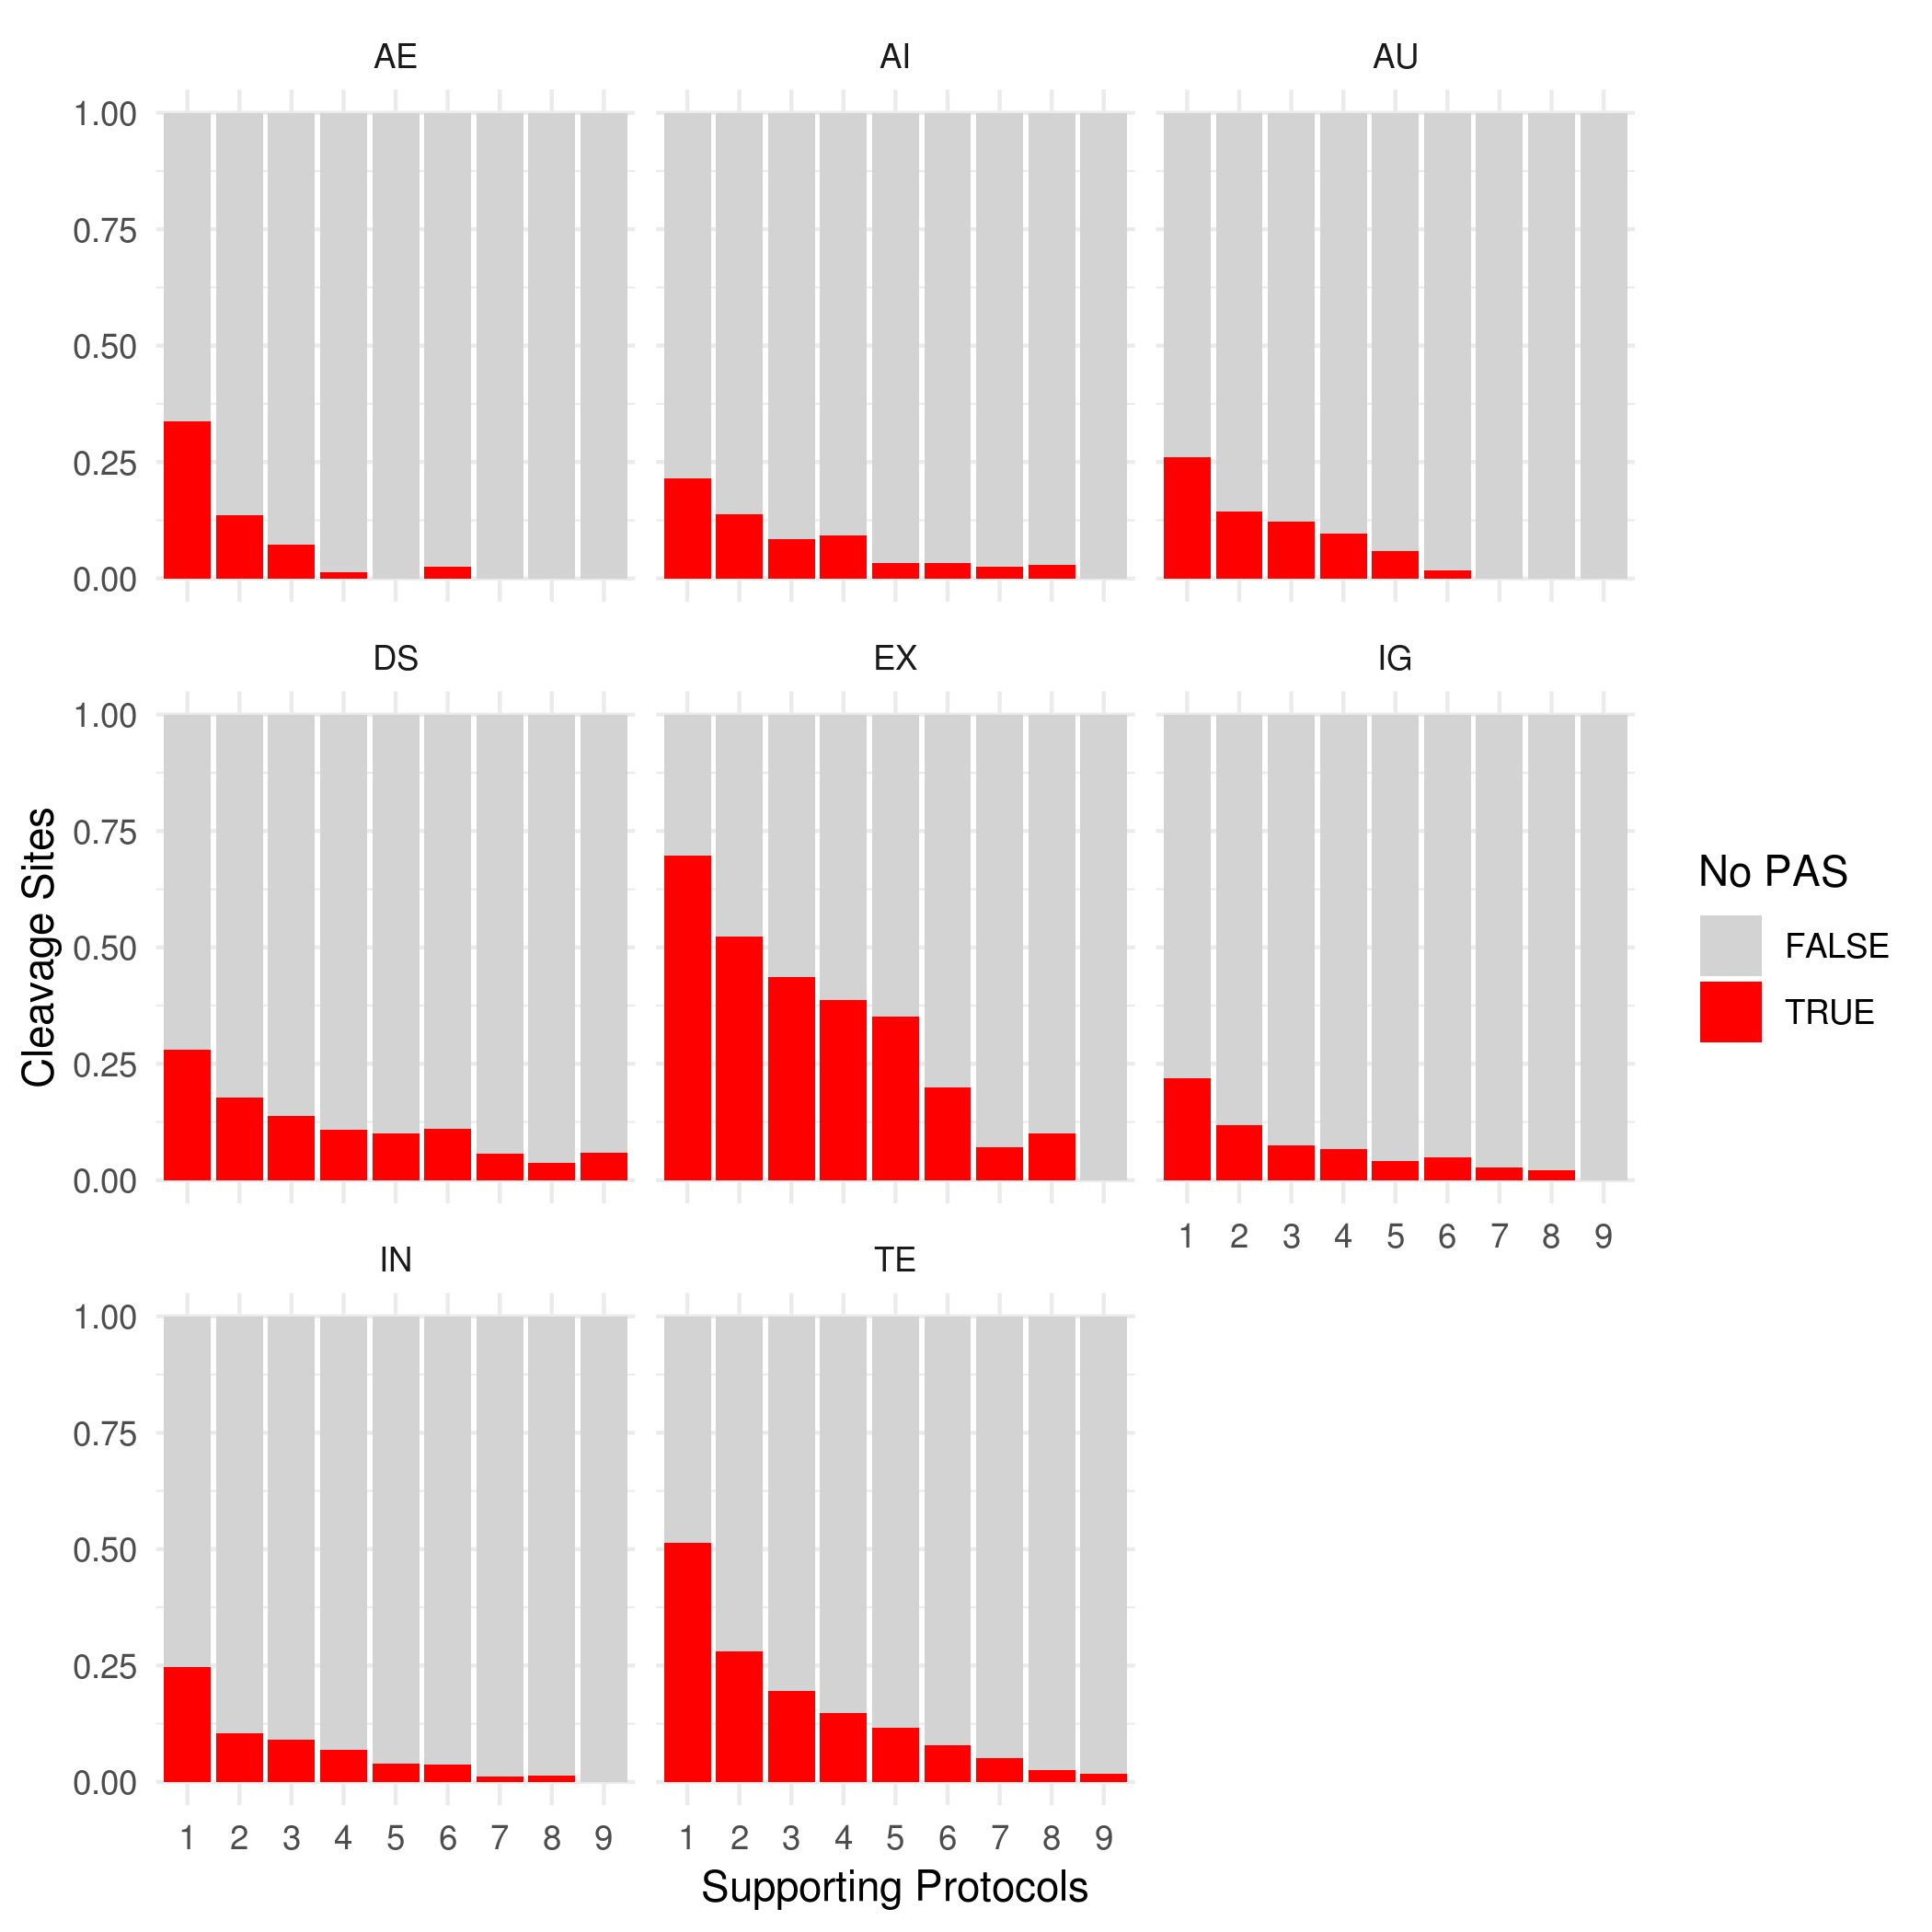 AE AI AU
1.00
0.75
0.50
0.25
0.00
DS EX IG
1.00
0.75
0.50
0.25
0.00
1 2 3 4 5 6 7 8 9
Cleavage Sites
No PAS
FALSE
TRUE
IN TE
1.00
0.75
0.50
0.25
0.00
1 2 3 4 5 6 7 8 9 1 2 3 4 5 6 7 8 9
Supporting Protocols